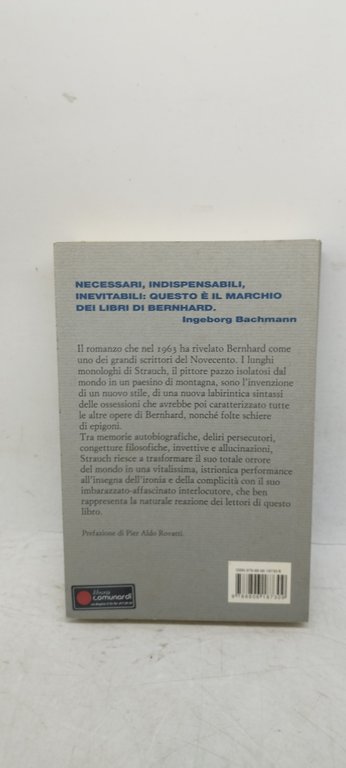 NECESSARI, INDISPENSABILI,
INEVITABILI: QUESTO È IL MARCHIO
DEI LIBRI DI BERNHARD.
Ingeborg Bachmann
Il romanzo che nel 1963 ha rivelato Bernhard come
uno dei grandi scrittori del Novecento. I lunghi
monologhi di Strauch, il pittore pazzo isolatosi dal
mondo in un paesino di montagna, sono l'invenzione
di un nuovo stile, di una nuova labirintica sintassi
delle ossessioni che avrebbe poi caratterizzato tutte
le altre opere di Bernhard, nonché folte schiere
di epigoni.
Tra memorie autobiografiche, deliri persecutori,
congetture filosofiche, invettive e allucinazioni,
Strauch riesce a trasformare il suo totale orrore
del mondo in una vitalissima, istrionica performance
all'insegna dell'ironia e della complicità con il suo
imbarazzato-affascinato interlocutore, che ben
rappresenta la naturale reazione dei lettori di questo
libro.
Prefazione di Pier Aldo Rovatti.
libreria
comunardi